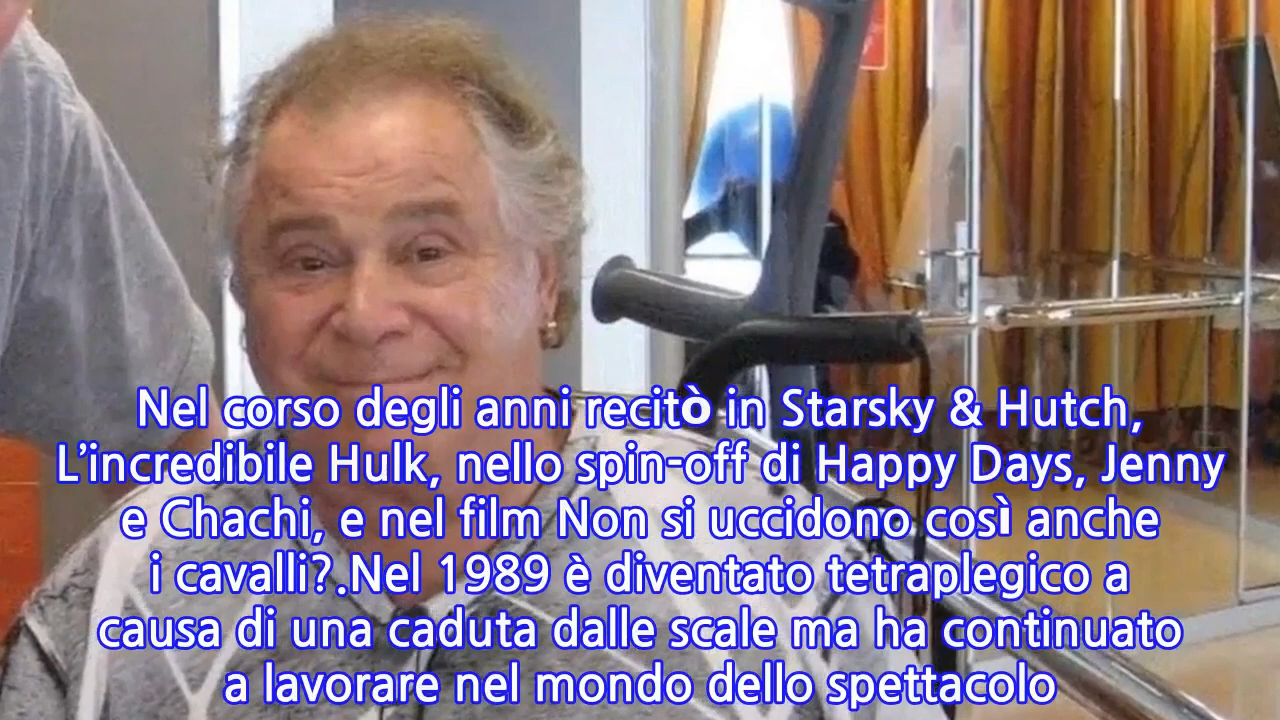 Nel corso degli anni recitò in Starsky & Hutch,
L’incredibile Hulk, nello spin-off di Happy Days, Jenny
e Chachi, e nel film Non si uccidono così anche
i cavalli?.Nel 1989 è diventato tetraplegico a
causa di una caduta dalle scale ma ha continuato
a lavorare nel mondo dello spettacolo